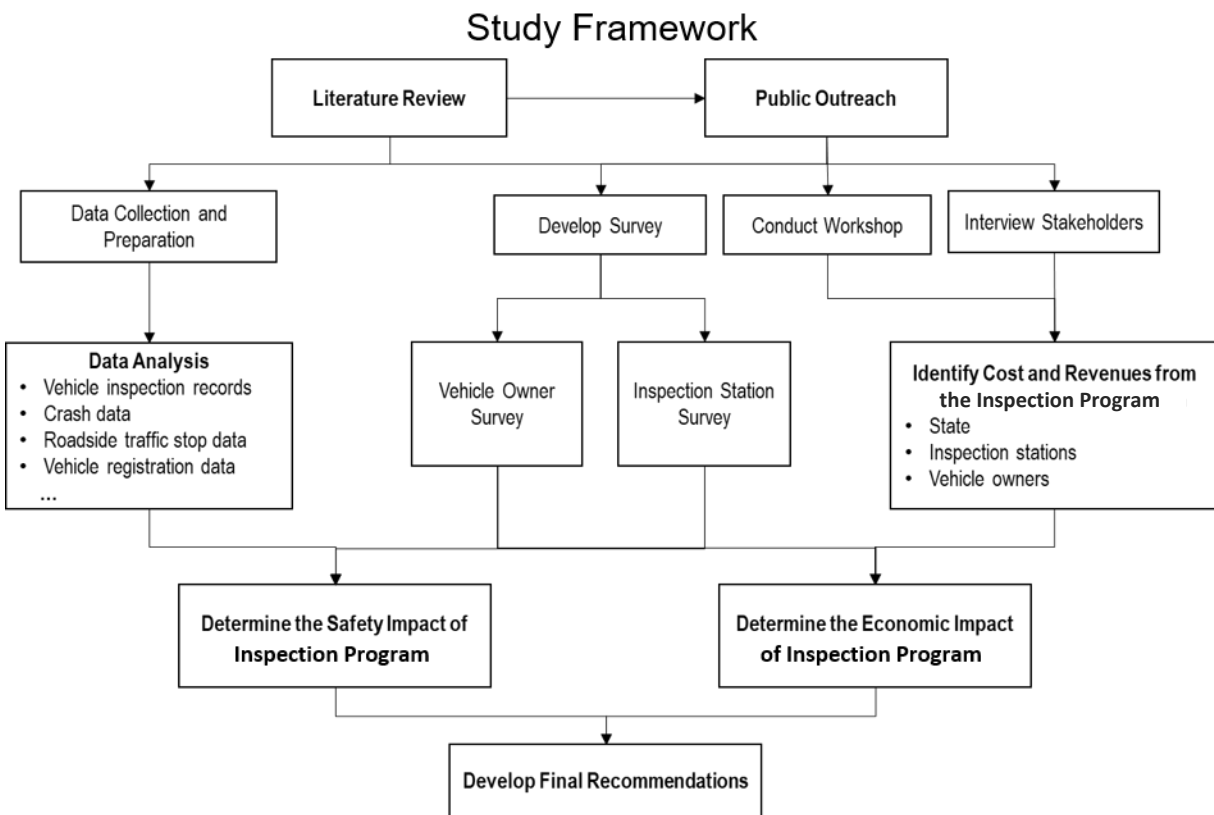 Study Framework
Literature Review
Public Outreach
Data Collection and
Preparation
Develop Survey
Conduct Workshop
Interview Stakeholders
Data Analysis
• Vehicle inspection records
• Crash data
• Roadside traffic stop data
• Vehicle registration data
...
Vehicle Owner
Survey
Inspection Station
Survey
Identify Cost and Revenues from
the Inspection Program
• State
• Inspection stations
• Vehicle owners
Determine the Safety Impact of
Inspection Program
Determine the Economic Impact
of Inspection Program
Develop Final Recommendations